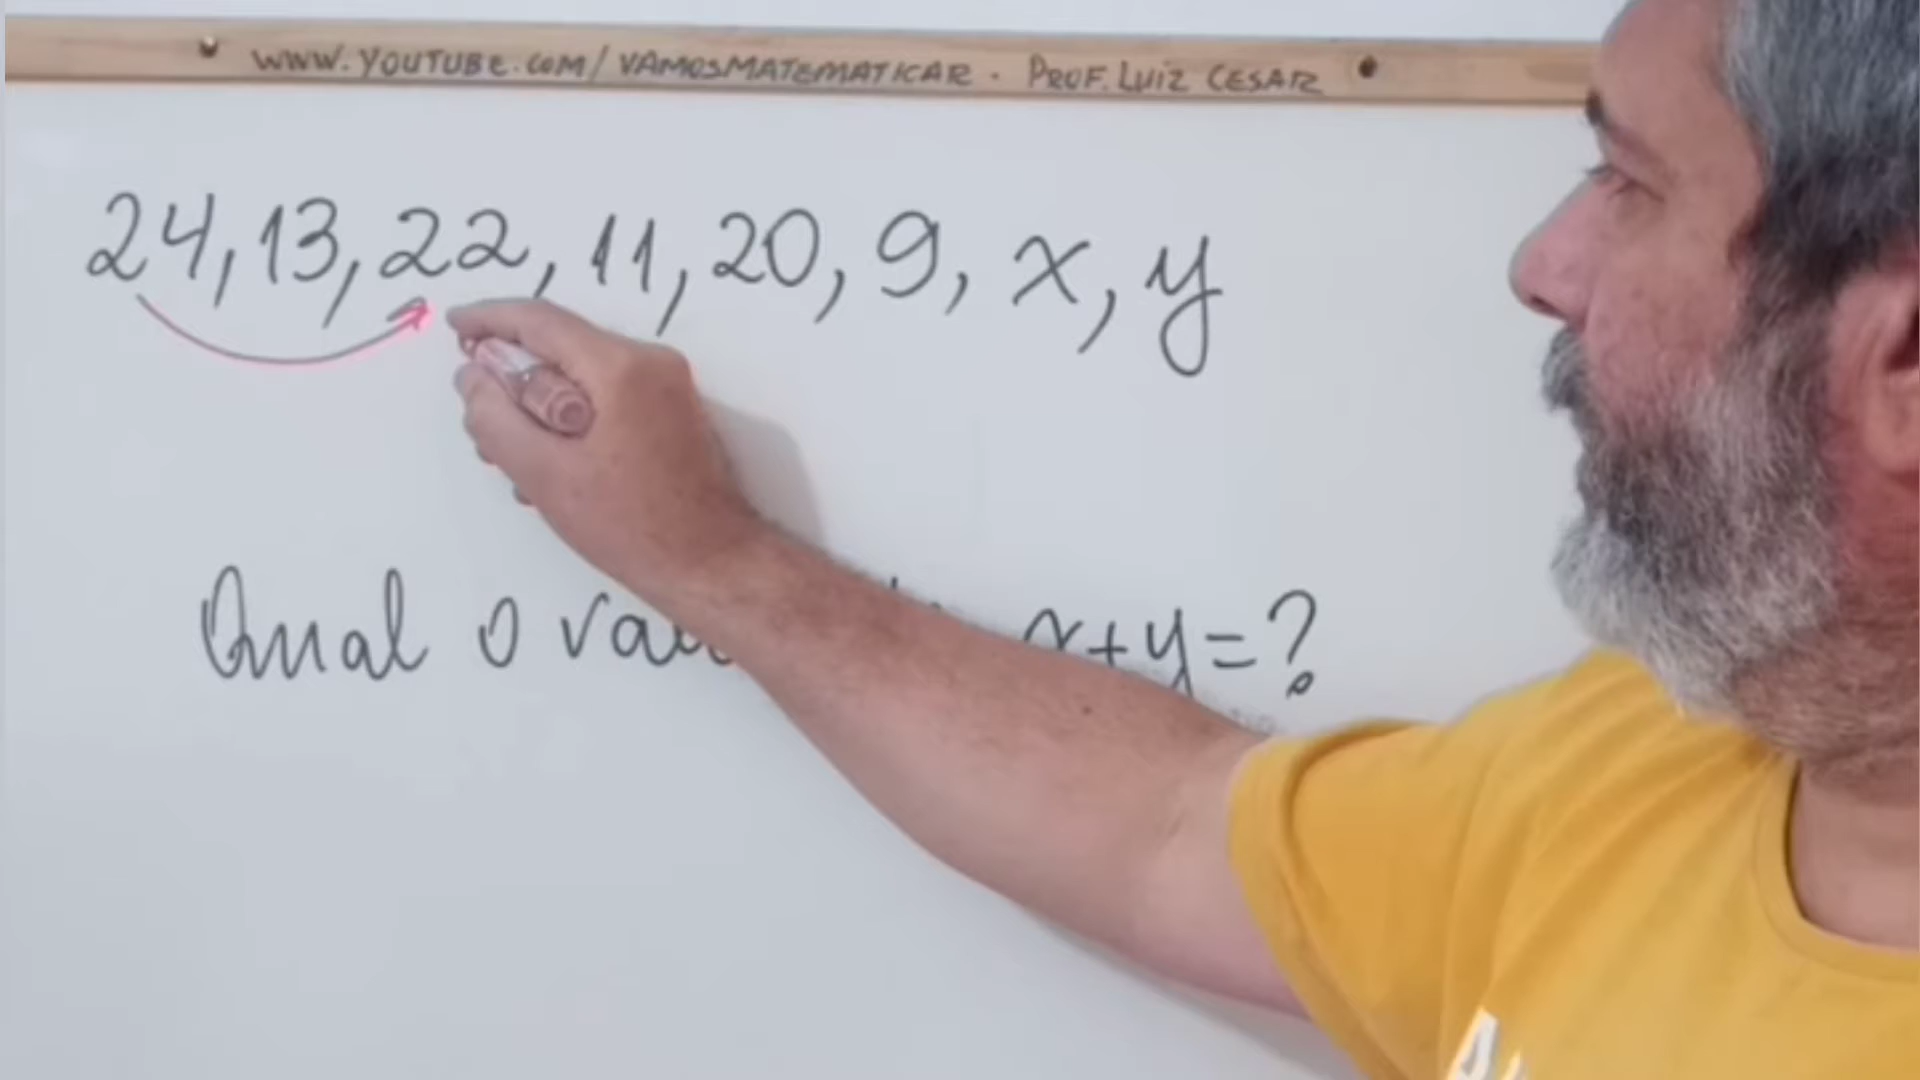 WWW.YOUTUBE.COM/VAMOSMATEMATICAR. PROF. LUIZ CESAR
24, 13, 22, 11, 20, 9, x, y
Qual o x+y=?